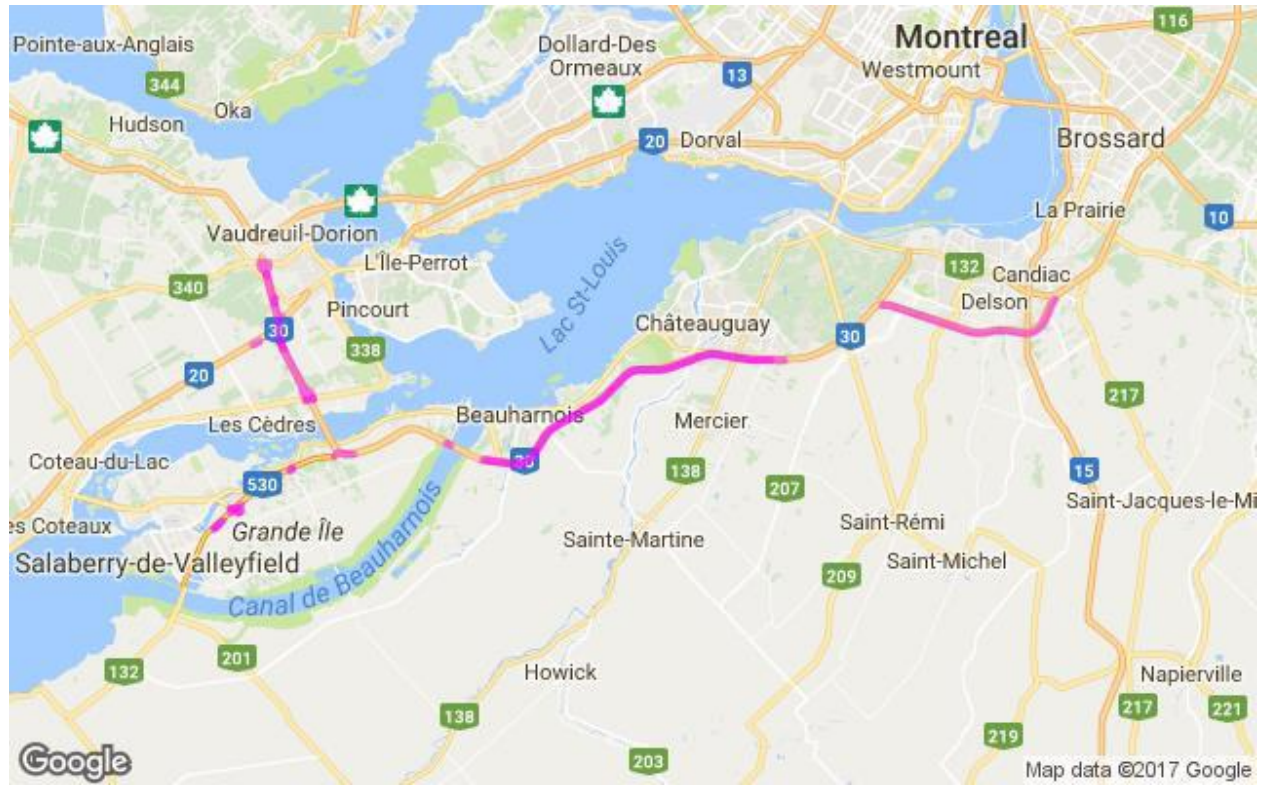 116
Montreal
Pointe-aux-Anglais
Dollard-Des
Ormeaux
13
Westmount
344
Oka
Hudson
20
Dorval
Brossard
La Prairie
10
Vaudreuil-Dorion
L'Île-Perrot
Lac St-Louis
132
Candiac
Delson
340
Pincourt
30
Châteauguay
30
338
20
217
Beauharnois
Mercier
Les Cèdres
Coteau-du-Lac
30
138
15
530
207
Saint-Jacques-le-Mi
es Coteaux
Grande Île
Saint-Rémi
Sainte-Martine
Salaberry-de-Valleyfield
Saint-Michel
Canal de Beauharnois
209
201
132
Howick
Napierville
138
217
221
219
203
Google
Map data ©2017 Google